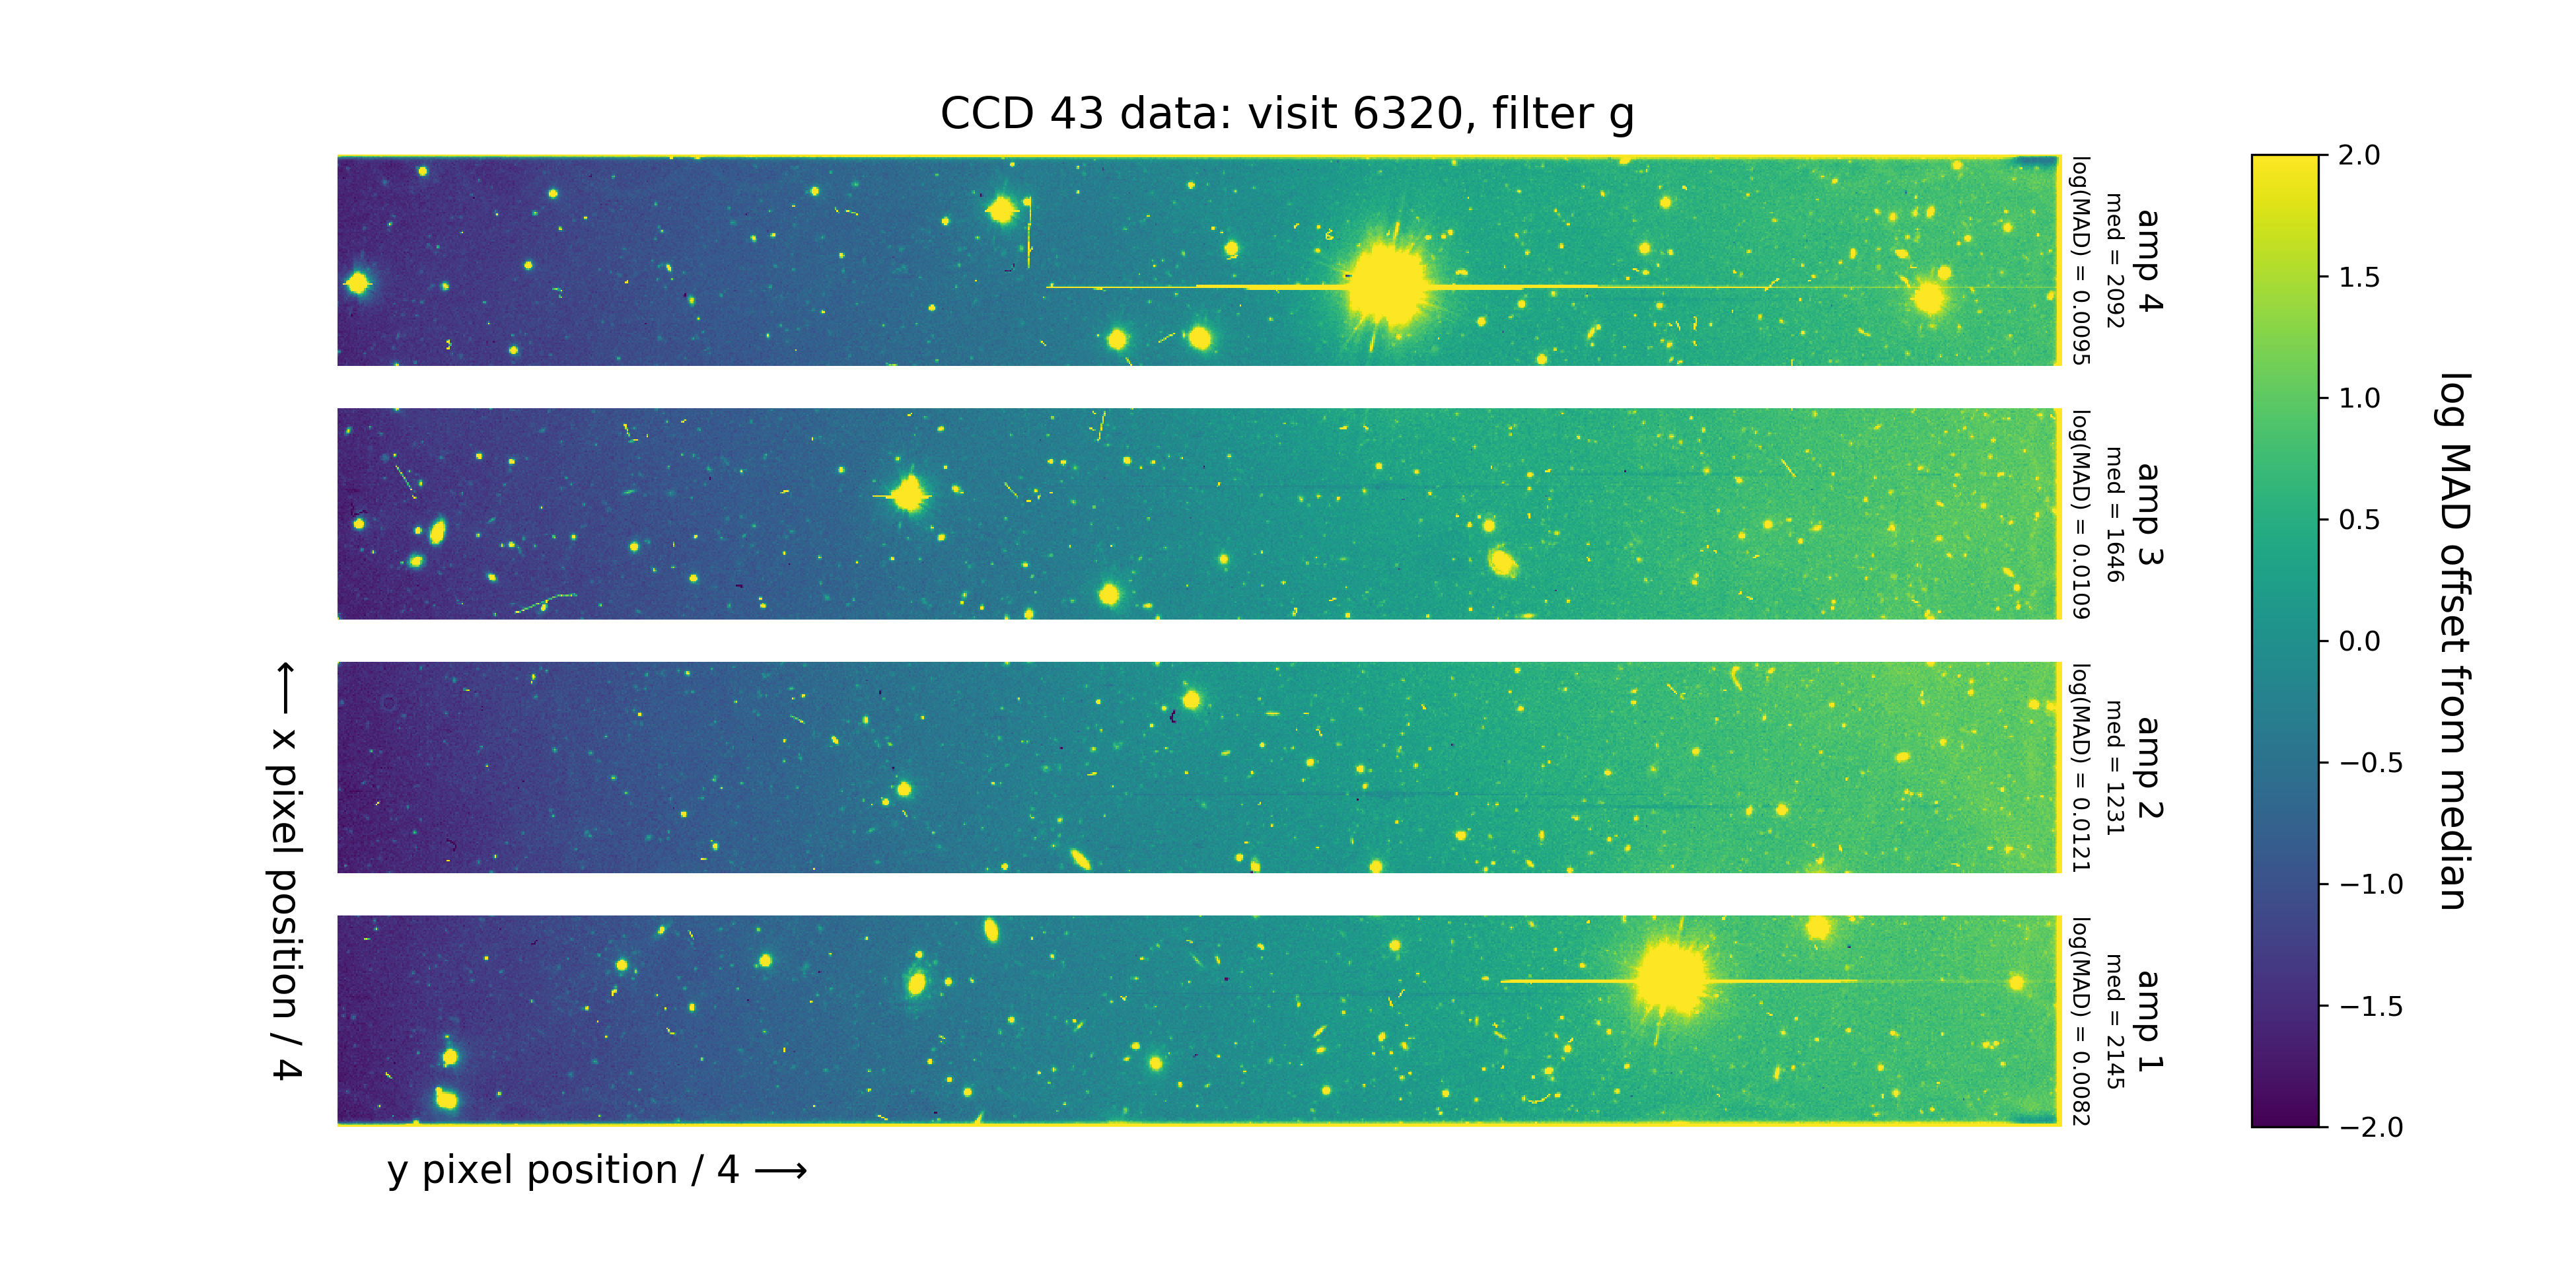 CCD 43 data: visit 6320, filter g
amp 4
med = 2092
log(MAD) = 0.0095
amp 3
med = 1646
log(MAD) = 0.0109
amp 2
med = 1231
log(MAD) = 0.0121
amp 1
med = 2145
log(MAD) = 0.0082
⟵ x pixel position / 4
y pixel position / 4 ⟶
2.0
1.5
1.0
0.5
0.0
−0.5
−1.0
−1.5
−2.0
log MAD offset from median